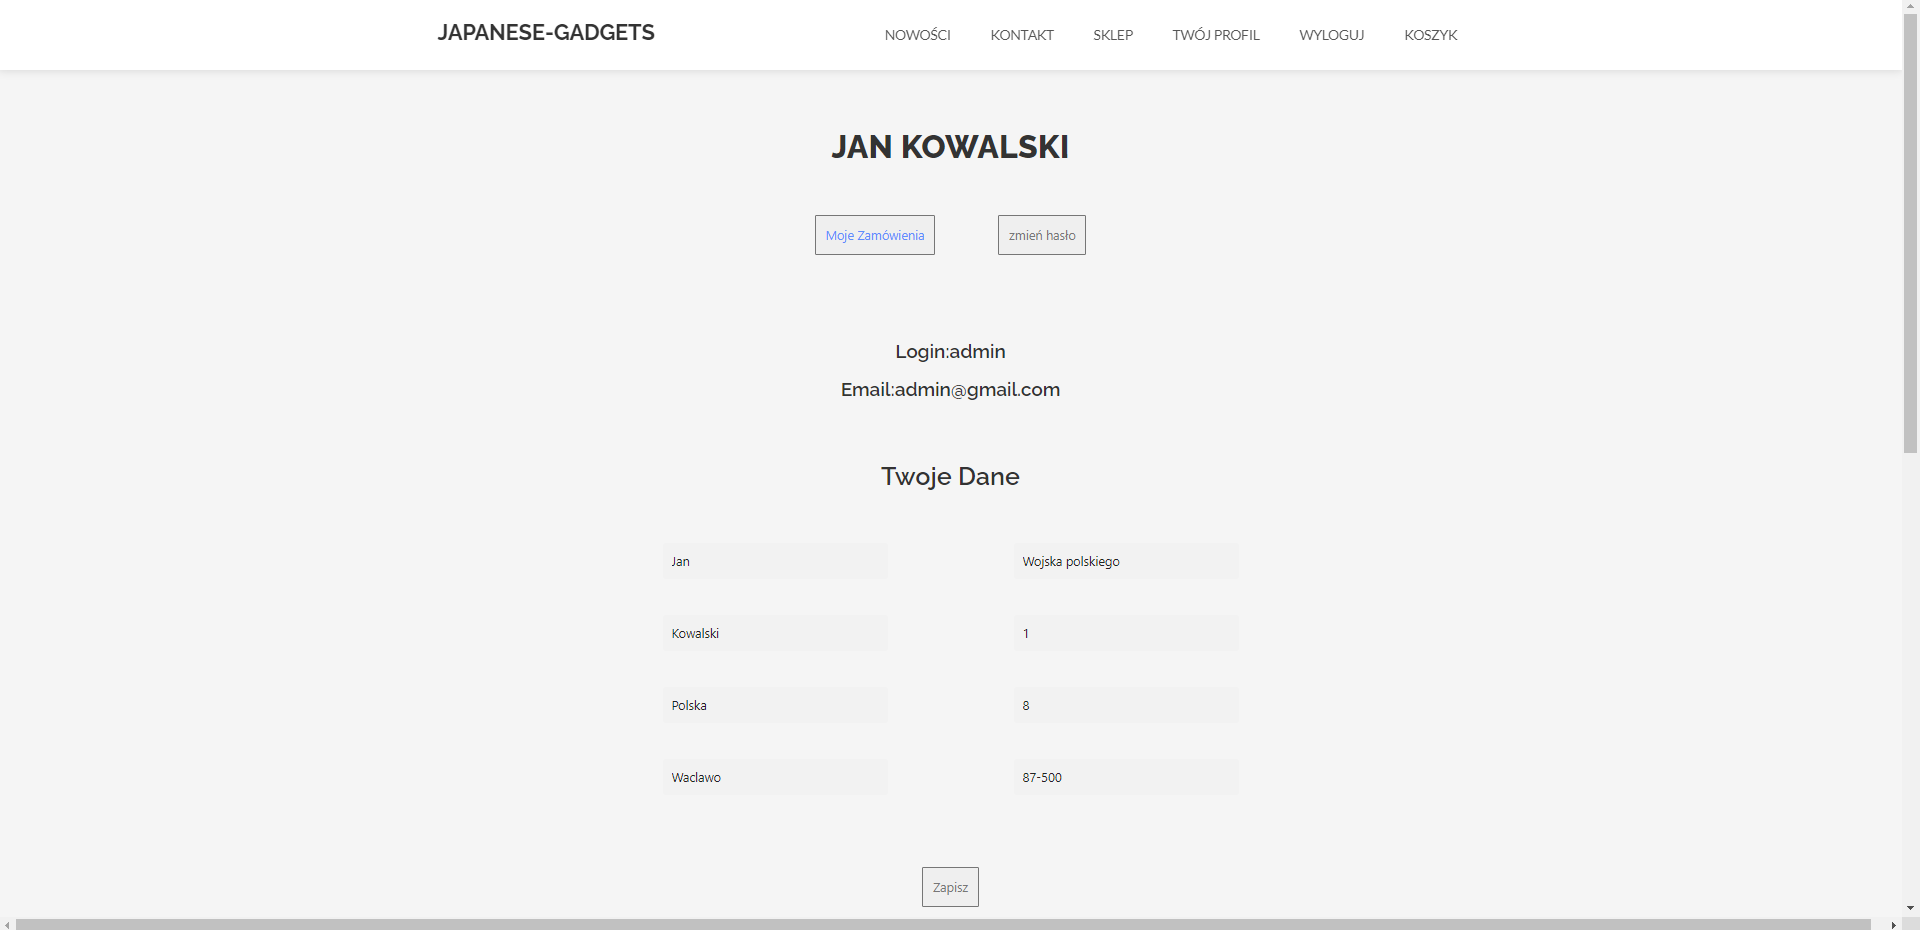 JAPANESE-GADGETS NOWOŚCI KONTAKT SKLEP TWÓJ PROFIL WYLOGUJ KOSZYK
JAN KOWALSKI
Moje Zamówienia zmień hasło
Login:admin
Email:admin@gmail.com
Twoje Dane
Jan Wojska polskiego
Kowalski 1
Polska 8
Waclawo 87-500
Zapisz